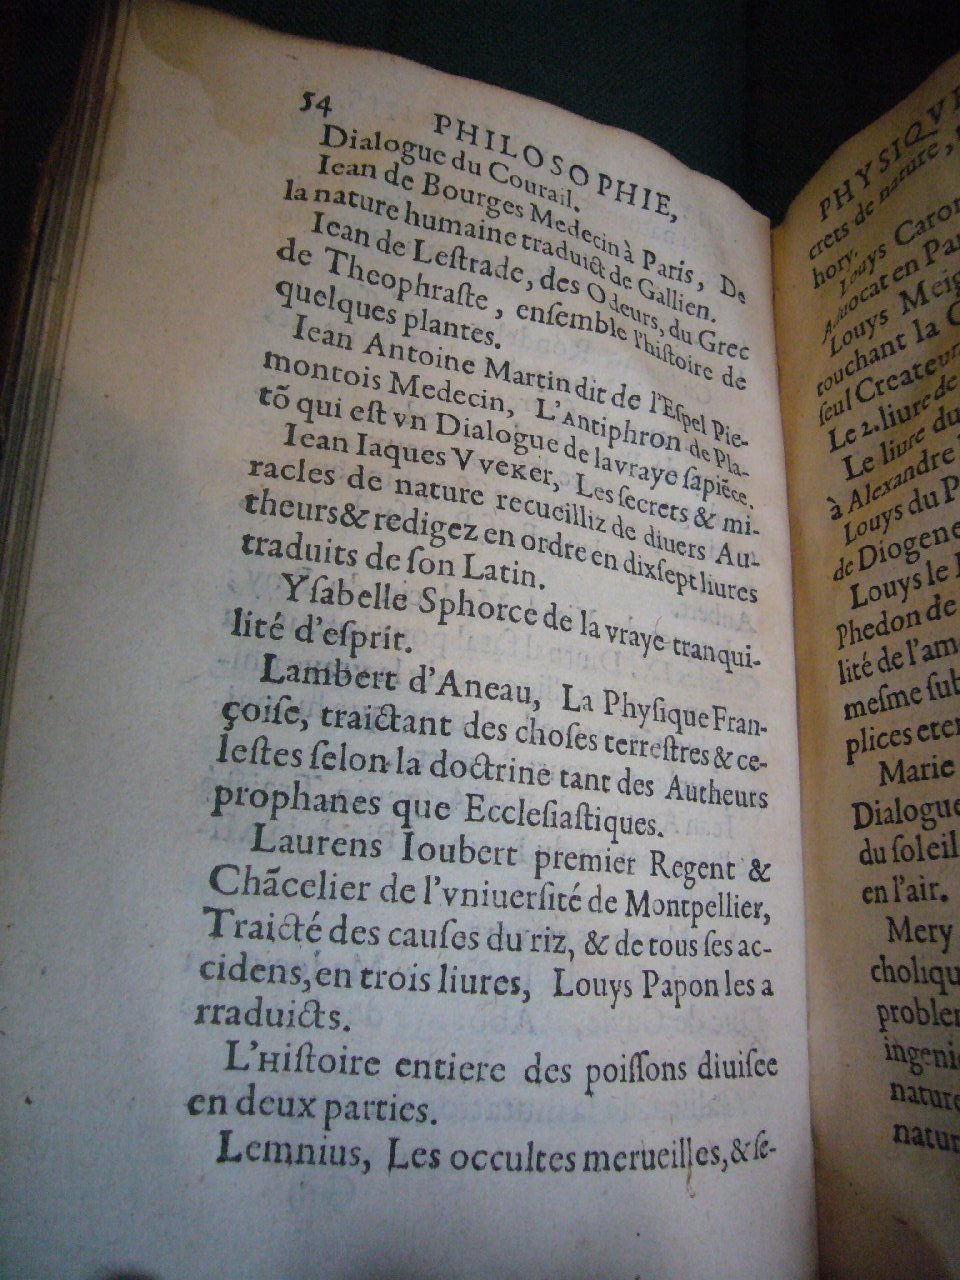 54 PHILOSOPHIE,
Dialogue du Courail.
Iean de Bourges Medecin à Paris, De
la nature humaine traduict de Gallien.
Iean de Leſtrade, des Odeurs, du Grec
de Theophraſte, enſemble l'hiſtoire de
quelques plantes.
Iean Antoine Martin dit de l'Eſpel Pie-
montois Medecin, L'Antiphron de Pla-
tõ qui eſt vn Dialogue de lavraye ſapiẽce.
Iean Iaques Vveker, Les ſecrets & mi-
racles de nature recueilliz de diuers Au-
theurs & redigez en ordre en dixſept liures
traduits de ſon Latin.
Yſabelle Sphorce de la vraye tranqui-
lité d'eſprit.
Lambert d'Aneau, La Phyſique Fran-
çoiſe, traictant des choſes terreſtres & ce-
leſtes ſelon la doctrine tant des Autheurs
prophanes que Eccleſiaſtiques.
Laurens Ioubert premier Regent &
Chãcelier de l'vniuerſité de Montpellier,
Traicté des cauſes du riz, & de tous ſes ac-
cidens, en trois liures, Louys Papon les a
rraduicts.
L'Hiſtoire entiere des poiſſons diuiſee
en deux parties.
Lemnius, Les occultes merueilles, & ſe-
PHYSIQVE
crets de nature,
hory.
Louys Caron
Aduocat en Par
Louys Meig
touchant la C
ſeul Createur
Le 2. liure de
Le liure du
à Alexandre
Louys du P
de Diogene
Louys le
Phedon de
lité de l'am
meſme ſub
plices eter
Marie
Dialogue
du ſoleil
en l'air.
Mery
choliqu
problem
ingenie
nature
natur